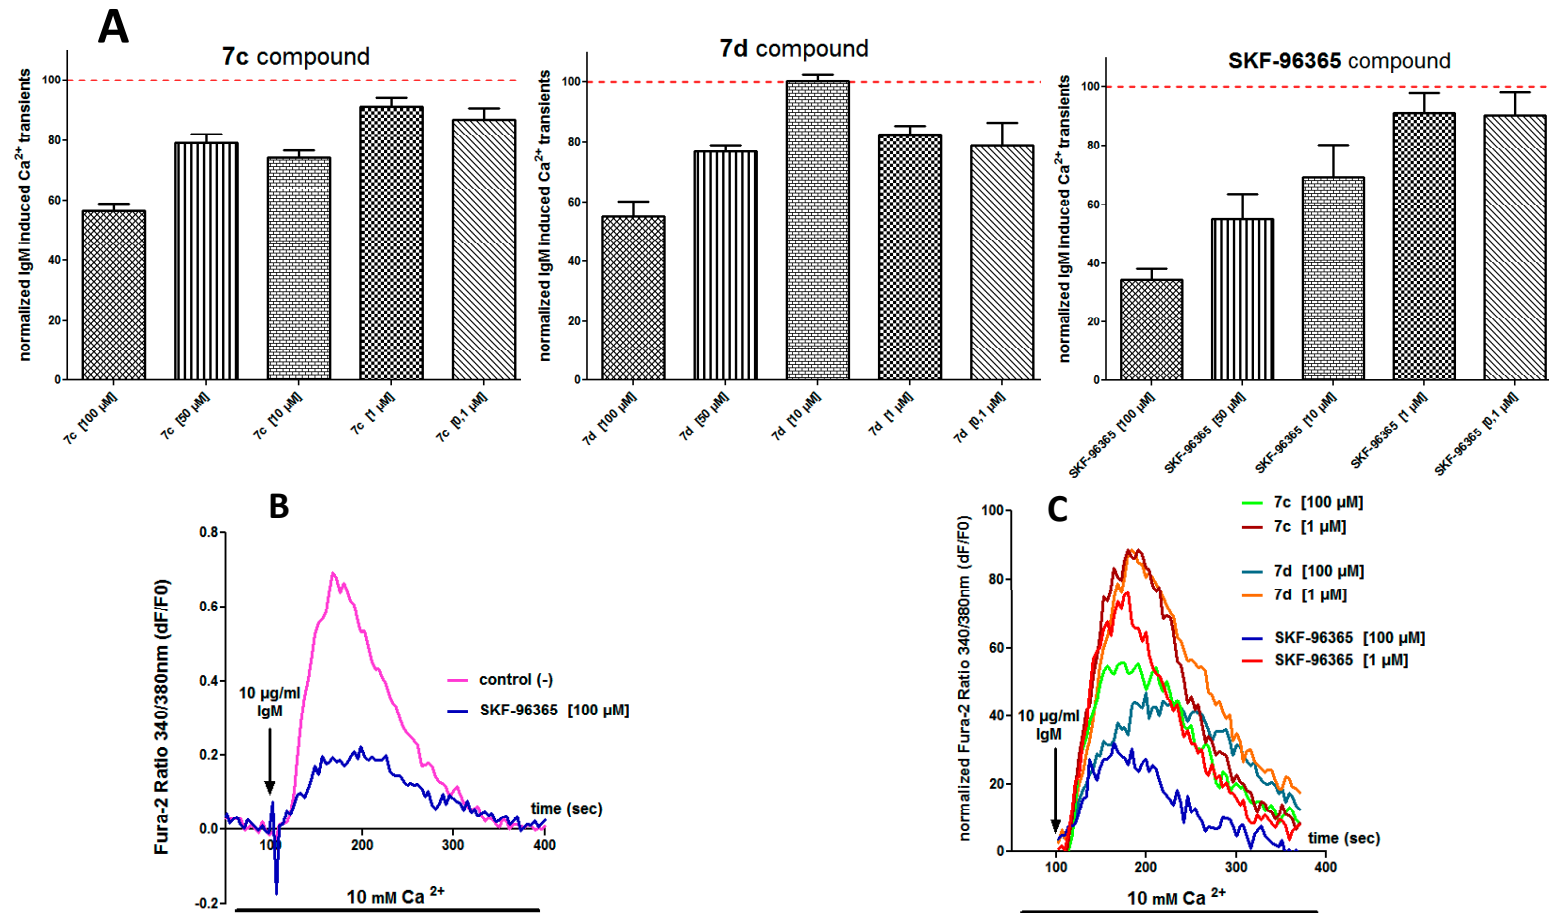 A
7c compound
normalized IgM induced Ca2+ transients
100
80
60
40
20
0
7c [100 µM]
7c [50 µM]
7c [10 µM]
7c [1 µM]
7c [0,1 µM]
7d compound
normalized IgM induced Ca2+ transients
100
80
60
40
20
0
7d [100 µM]
7d [50 µM]
7d [10 µM]
7d [1 µM]
7d [0,1 µM]
SKF-96365 compound
normalized IgM induced Ca2+ transients
100
80
60
40
20
0
SKF-96365 [100 µM]
SKF-96365 [50 µM]
SKF-96365 [10 µM]
SKF-96365 [1 µM]
SKF-96365 [0,1 µM]
B
Fura-2 Ratio 340/380nm (dF/F0)
0.8
0.6
0.4
0.2
0.0
-0.2
10 µg/ml
IgM
control (-)
SKF-96365 [100 µM]
time (sec)
100
200
300
400
10 mM Ca 2+
C
normalized Fura-2 Ratio 340/380nm (dF/F0)
100
80
60
40
20
0
10 µg/ml
IgM
7c [100 µM]
7c [1 µM]
7d [100 µM]
7d [1 µM]
SKF-96365 [100 µM]
SKF-96365 [1 µM]
time (sec)
100
200
300
400
10 mM Ca 2+